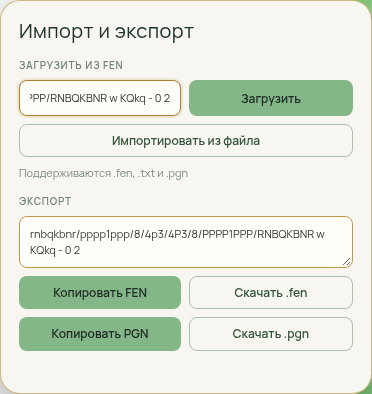 Импорт и экспорт
ЗАГРУЗИТЬ ИЗ FEN
PPP/RNBQKBNR w KQkq - 0 2
Загрузить
Импортировать из файла
Поддерживаются .fen, .txt и .pgn
ЭКСПОРТ
rnbqkbnr/pppp1ppp/8/4p3/4P3/8/PPPP1PPP/RNBQKBNR w
KQkq - 0 2
Копировать FEN
Скачать .fen
Копировать PGN
Скачать .pgn